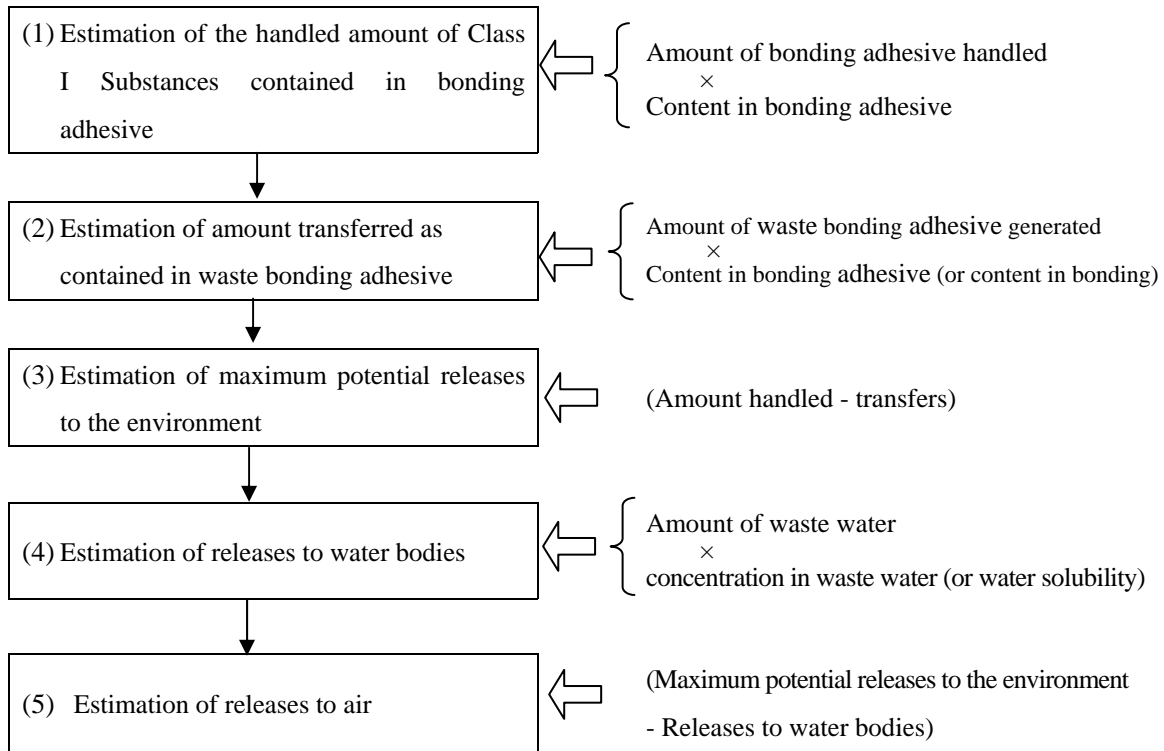 (1) Estimation of the handled amount of Class
I Substances contained in bonding
adhesive
Amount of bonding adhesive handled
×
Content in bonding adhesive
(2) Estimation of amount transferred as
contained in waste bonding adhesive
Amount of waste bonding adhesive generated
×
Content in bonding adhesive (or content in bonding)
(3) Estimation of maximum potential releases
to the environment
(Amount handled - transfers)
(4) Estimation of releases to water bodies
Amount of waste water
×
concentration in waste water (or water solubility)
(5) Estimation of releases to air
(Maximum potential releases to the environment
- Releases to water bodies)